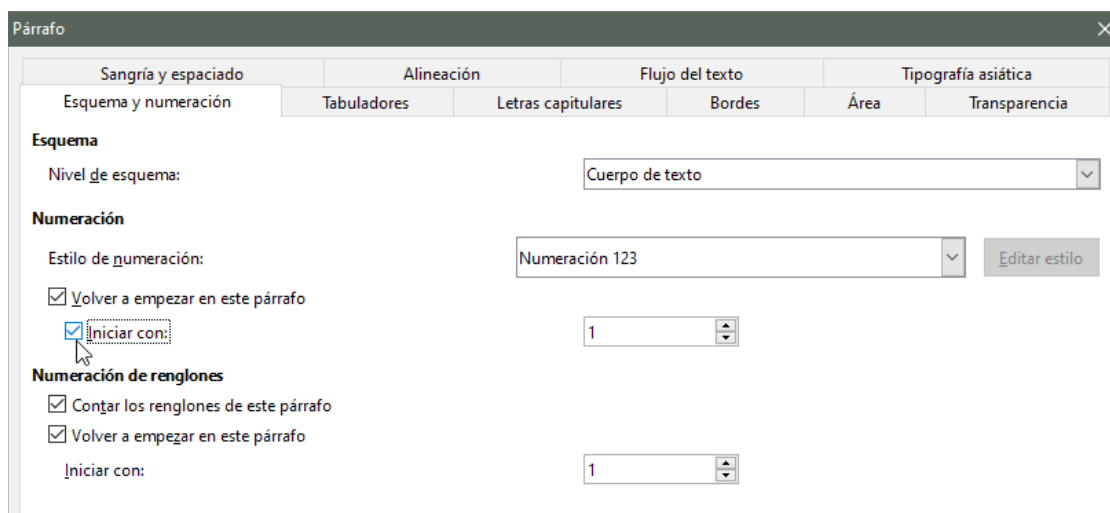 Párrafo
Sangría y espaciado Alineación Flujo del texto Tipografía asiática
Esquema y numeración Tabuladores Letras capitulares Bordes Área Transparencia
Esquema
Nivel de esquema: Cuerpo de texto
Numeración
Estilo de numeración: Numeración 123 Editar estilo
Volver a empezar en este párrafo
Iniciar con: 1
Numeración de renglones
Contar los renglones de este párrafo
Volver a empezar en este párrafo
Iniciar con: 1